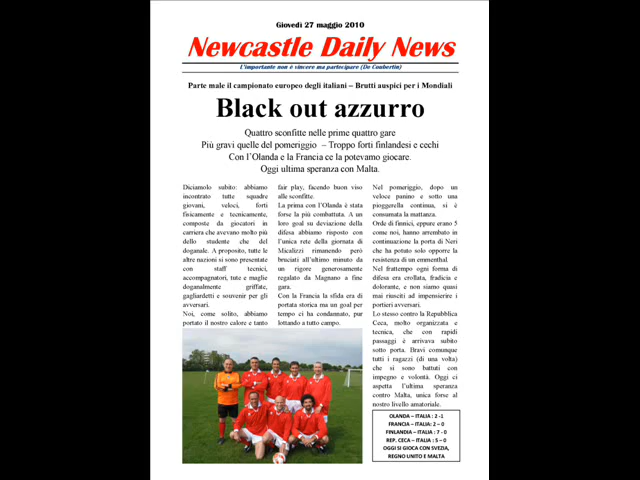 Giovedì 27 maggio 2010
Newcastle Daily News
L'importante non è vincere ma partecipare (De Coubertin)
Parte male il campionato europeo degli italiani – Brutti auspici per i Mondiali
Black out azzurro
Quattro sconfitte nelle prime quattro gare
Più gravi quelle del pomeriggio – Troppo forti finlandesi e cechi
Con l'Olanda e la Francia ce la potevamo giocare.
Oggi ultima speranza con Malta.
Diciamolo subito: abbiamo
incontrato tutte squadre
giovani, veloci, forti
fisicamente e tecnicamente,
composte da giocatori in
carriera che avevano molto più
dello studente che del
doganale. A proposito, tutte le
altre nazioni si sono presentate
con staff tecnici,
accompagnatori, tute e maglie
doganalmente griffate,
gagliardetti e souvenir per gli
avversari.
Noi, come solito, abbiamo
portato il nostro calore e tanto
fair play, facendo buon viso
alle sconfitte.
La prima con l'Olanda è stata
forse la più combattuta. A un
loro goal su deviazione della
difesa abbiamo risposto con
l'unica rete della giornata di
Micalizzi rimanendo però
bruciati all'ultimo minuto da
un rigore generosamente
regalato da Magnano a fine
gara.
Con la Francia la sfida era di
portata storica ma un goal per
tempo ci ha condannato, pur
lottando a tutto campo.
Nel pomeriggio, dopo un
veloce panino e sotto una
pioggerella continua, si è
consumata la mattanza.
Orde di finnici, eppure erano 5
come noi, hanno arrembato in
continuazione la porta di Neri
che ha potuto solo opporre la
resistenza di un emmenthal.
Nel frattempo ogni forma di
difesa era crollata, fradicia e
dolorante, e non siamo quasi
mai riusciti ad impensierire i
portieri avversari.
Lo stesso contro la Repubblica
Ceca, molto organizzata e
tecnica, che con rapidi
passaggi è arrivava subito
sotto porta. Bravi comunque
tutti i ragazzi (di una volta)
che si sono battuti con
impegno e volontà. Oggi ci
aspetta l'ultima speranza
contro Malta, unica forse al
nostro livello amatoriale.
OLANDA – ITALIA : 2 -1
FRANCIA – ITALIA: 2 – 0
FINLANDIA – ITALIA : 7 - 0
REP. CECA – ITALIA : 5 – 0
OGGI SI GIOCA CON SVEZIA,
REGNO UNITO E MALTA